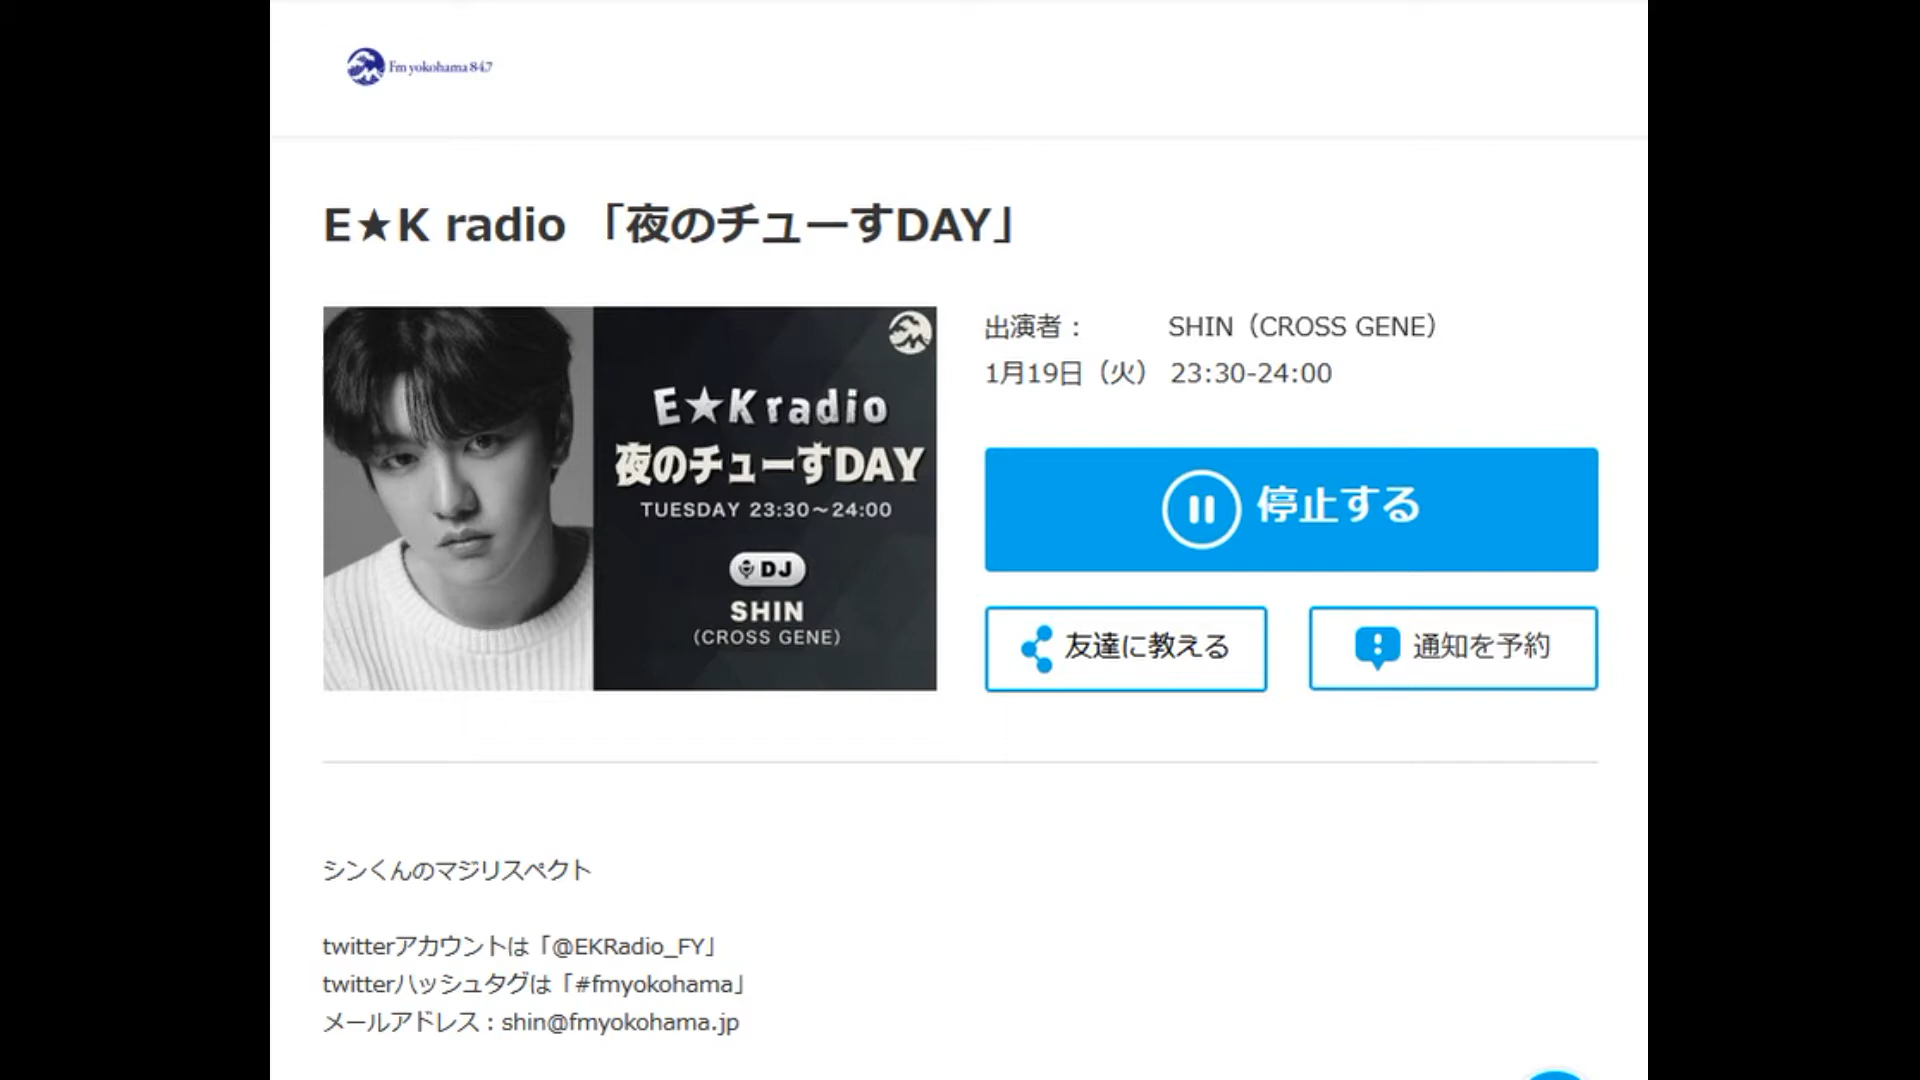 Fm yokohama 84.7
E★K radio 「夜のチューすDAY」
E★K radio
夜のチューすDAY
TUESDAY 23:30～24:00
DJ
SHIN
(CROSS GENE)
出演者： SHIN（CROSS GENE）
1月19日（火） 23:30-24:00
停止する
友達に教える
通知を予約
シンくんのマジリスペクト
twitterアカウントは「@EKRadio_FY」
twitterハッシュタグは「#fmyokohama」
メールアドレス：shin@fmyokohama.jp